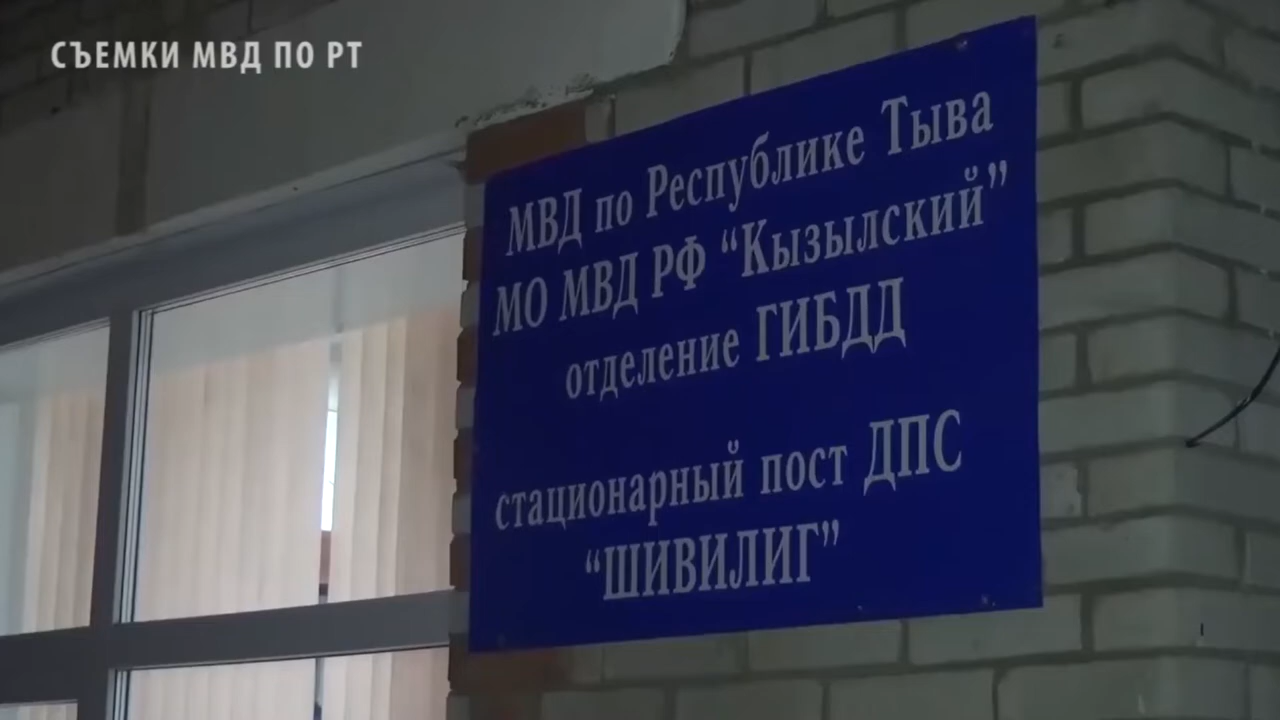 СЪЕМКИ МВД ПО РТ
МВД по Республике Тыва
МО МВД РФ “Кызылский”
отделение ГИБДД
стационарный пост ДПС
“ШИВИЛИГ”